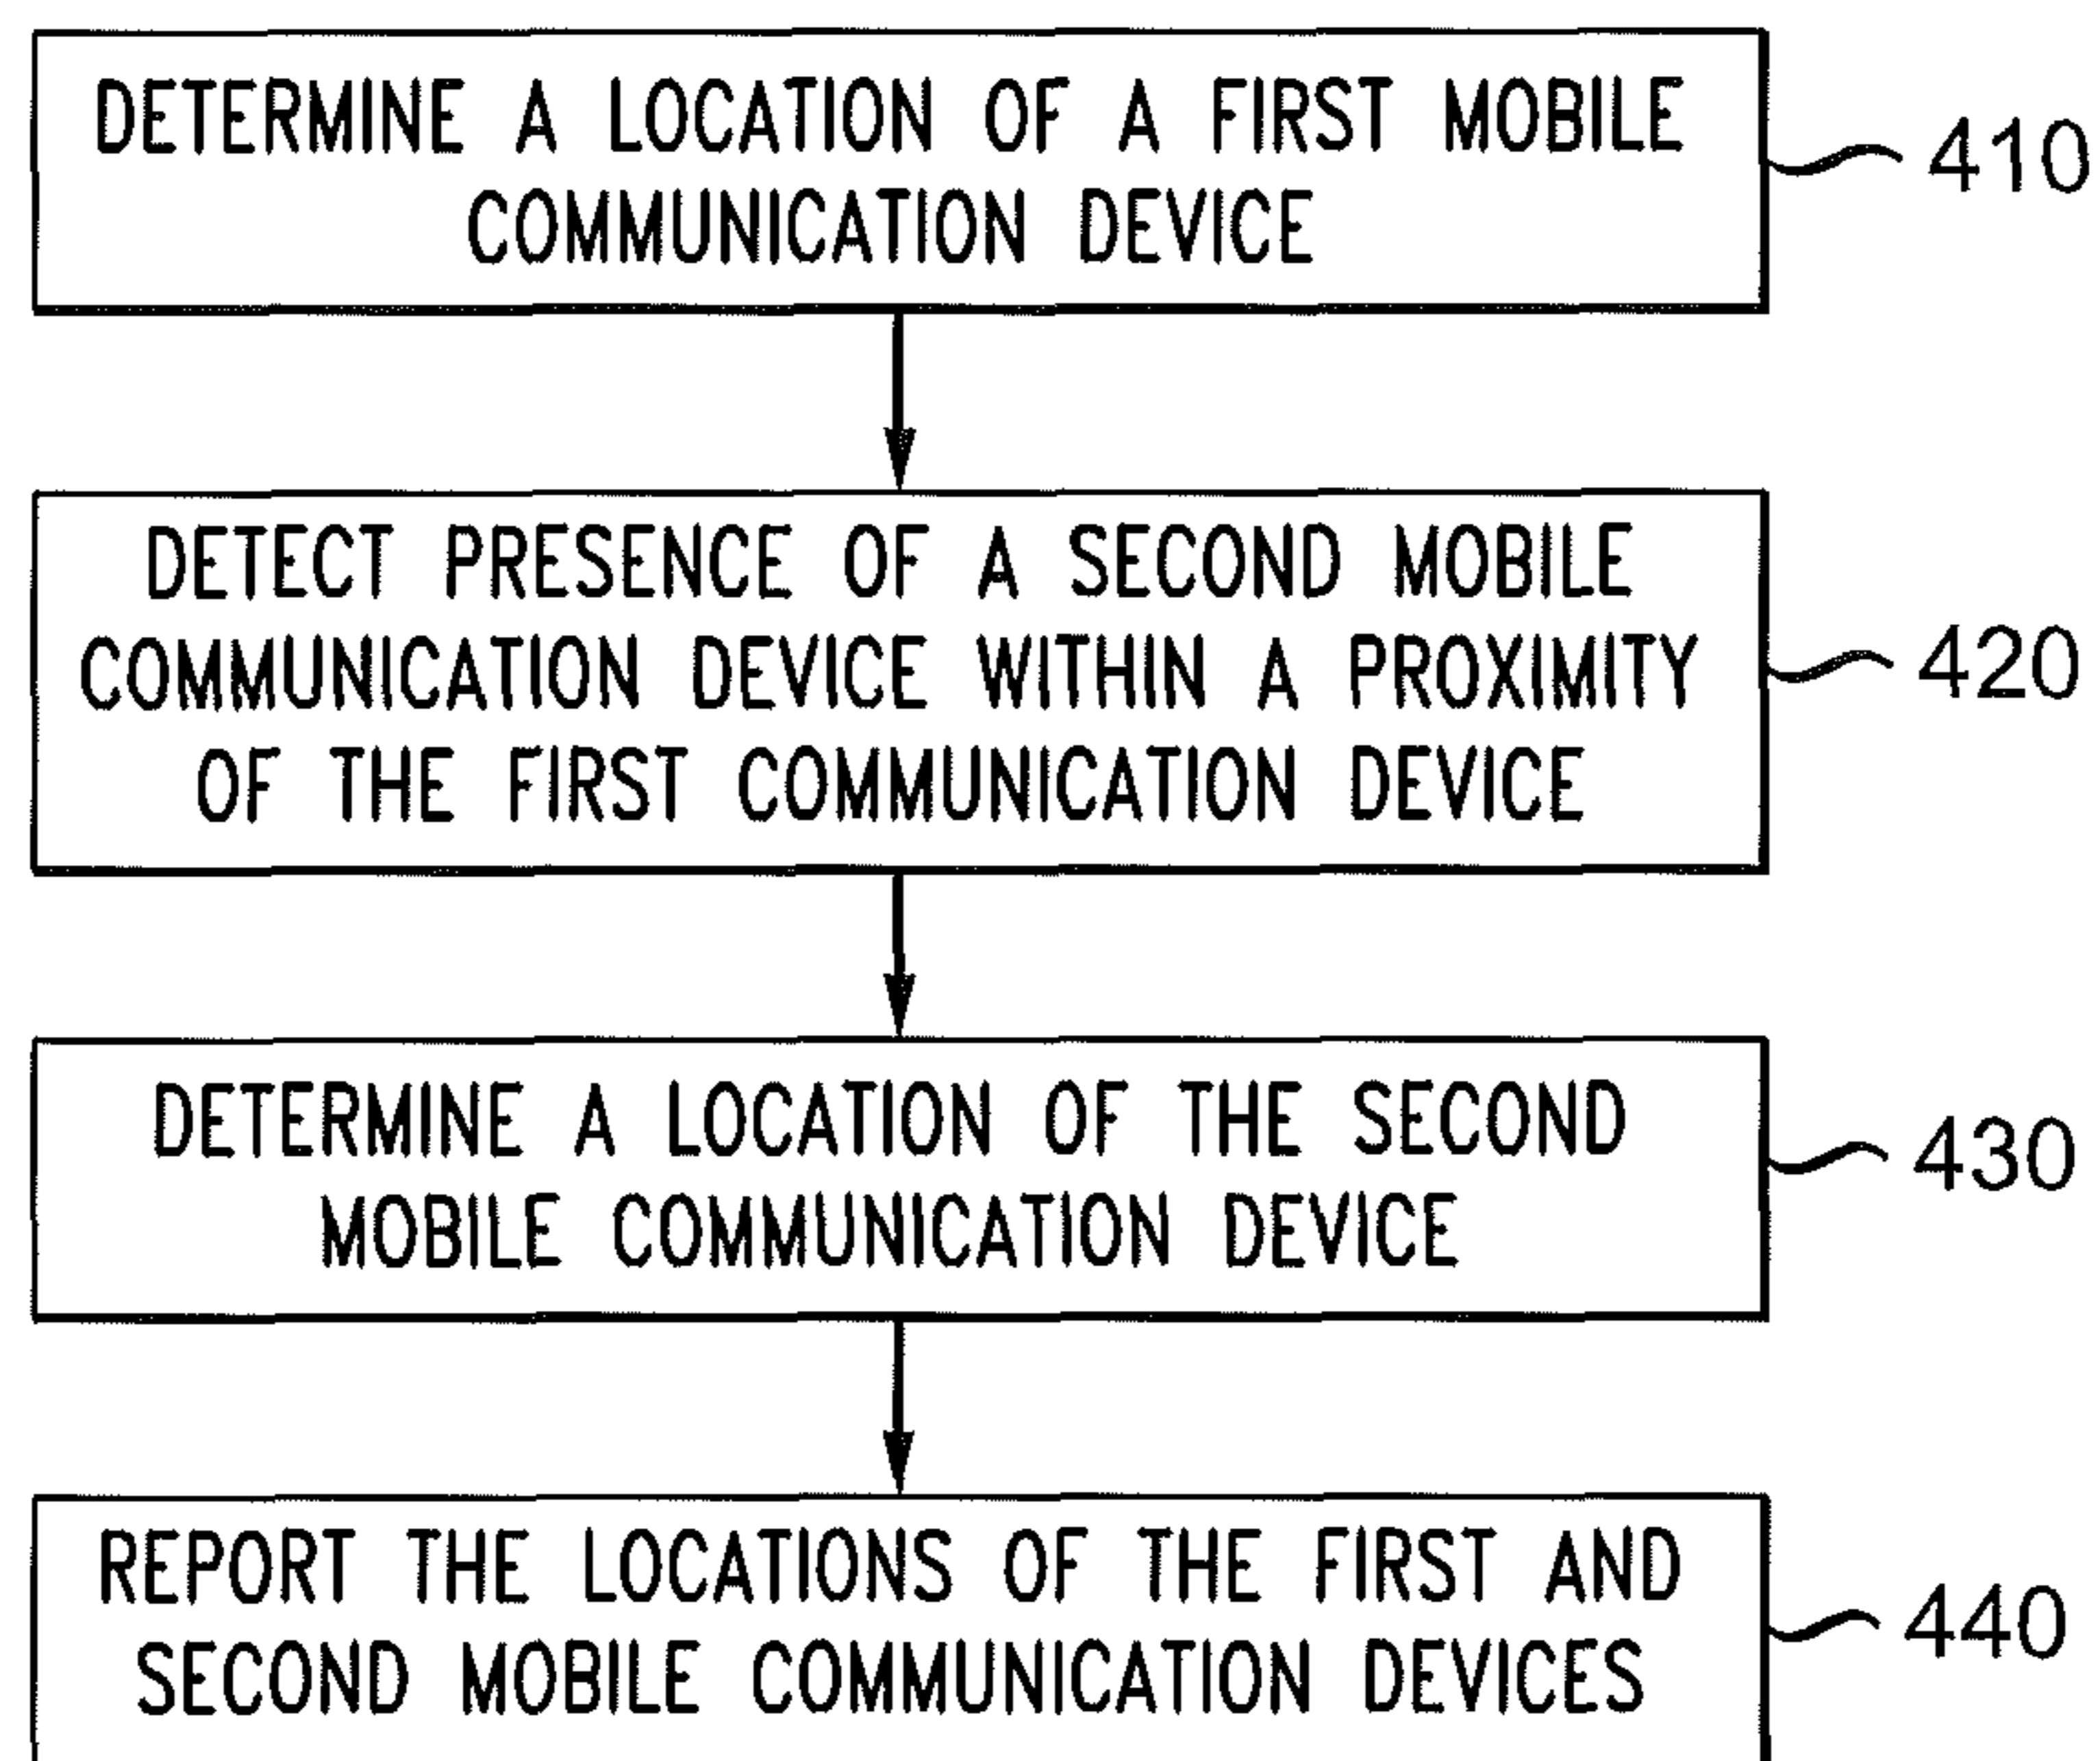 DETERMINE A LOCATION OF A FIRST MOBILE
COMMUNICATION DEVICE
410
DETECT PRESENCE OF A SECOND MOBILE
COMMUNICATION DEVICE WITHIN A PROXIMITY
OF THE FIRST COMMUNICATION DEVICE
420
DETERMINE A LOCATION OF THE SECOND
MOBILE COMMUNICATION DEVICE
430
REPORT THE LOCATIONS OF THE FIRST AND
SECOND MOBILE COMMUNICATION DEVICES
440